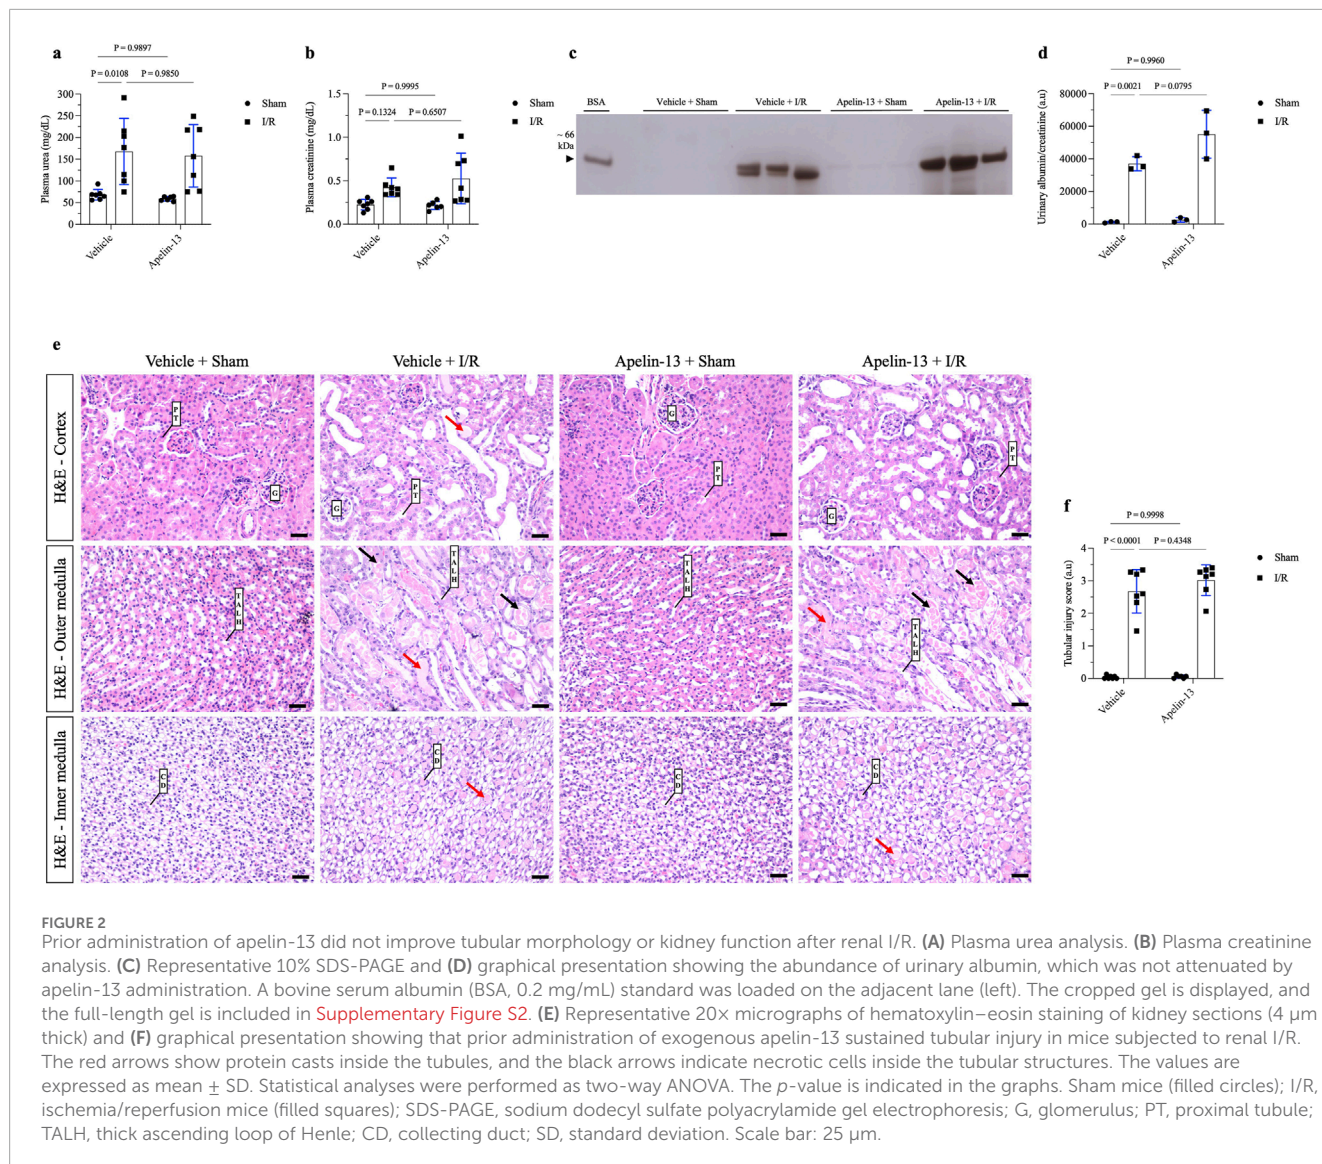 a
P = 0.9897
P = 0.0108
P = 0.9850
Sham
I/R
Plasma urea (mg/dL)
300
250
200
150
100
50
0
Vehicle
Apelin-13
b
P = 0.9995
P = 0.1324
P = 0.6507
Sham
I/R
Plasma creatinine (mg/dL)
1.5
1.0
0.5
0.0
Vehicle
Apelin-13
c
BSA
Vehicle + Sham
Vehicle + I/R
Apelin-13 + Sham
Apelin-13 + I/R
~ 66
kDa
d
P = 0.9960
P = 0.0021
P = 0.0795
Sham
I/R
Urinary albumin/creatinine (a.u)
80000
60000
40000
20000
0
Vehicle
Apelin-13
e
Vehicle + Sham
Vehicle + I/R
Apelin-13 + Sham
Apelin-13 + I/R
H&E - Cortex
PT
G
G
PT
G
PT
G
PT
H&E - Outer medulla
TALH
TALH
TALH
TALH
H&E - Inner medulla
CD
CD
CD
CD
f
P = 0.9998
P < 0.0001
P = 0.4348
Sham
I/R
Tubular injury score (a.u)
4
3
2
1
0
Vehicle
Apelin-13
FIGURE 2
Prior administration of apelin-13 did not improve tubular morphology or kidney function after renal I/R. (A) Plasma urea analysis. (B) Plasma creatinine
analysis. (C) Representative 10% SDS-PAGE and (D) graphical presentation showing the abundance of urinary albumin, which was not attenuated by
apelin-13 administration. A bovine serum albumin (BSA, 0.2 mg/mL) standard was loaded on the adjacent lane (left). The cropped gel is displayed, and
the full-length gel is included in Supplementary Figure S2. (E) Representative 20× micrographs of hematoxylin–eosin staining of kidney sections (4 μm
thick) and (F) graphical presentation showing that prior administration of exogenous apelin-13 sustained tubular injury in mice subjected to renal I/R.
The red arrows show protein casts inside the tubules, and the black arrows indicate necrotic cells inside the tubular structures. The values are
expressed as mean ± SD. Statistical analyses were performed as two-way ANOVA. The p-value is indicated in the graphs. Sham mice (filled circles); I/R,
ischemia/reperfusion mice (filled squares); SDS-PAGE, sodium dodecyl sulfate polyacrylamide gel electrophoresis; G, glomerulus; PT, proximal tubule;
TALH, thick ascending loop of Henle; CD, collecting duct; SD, standard deviation. Scale bar: 25 μm.